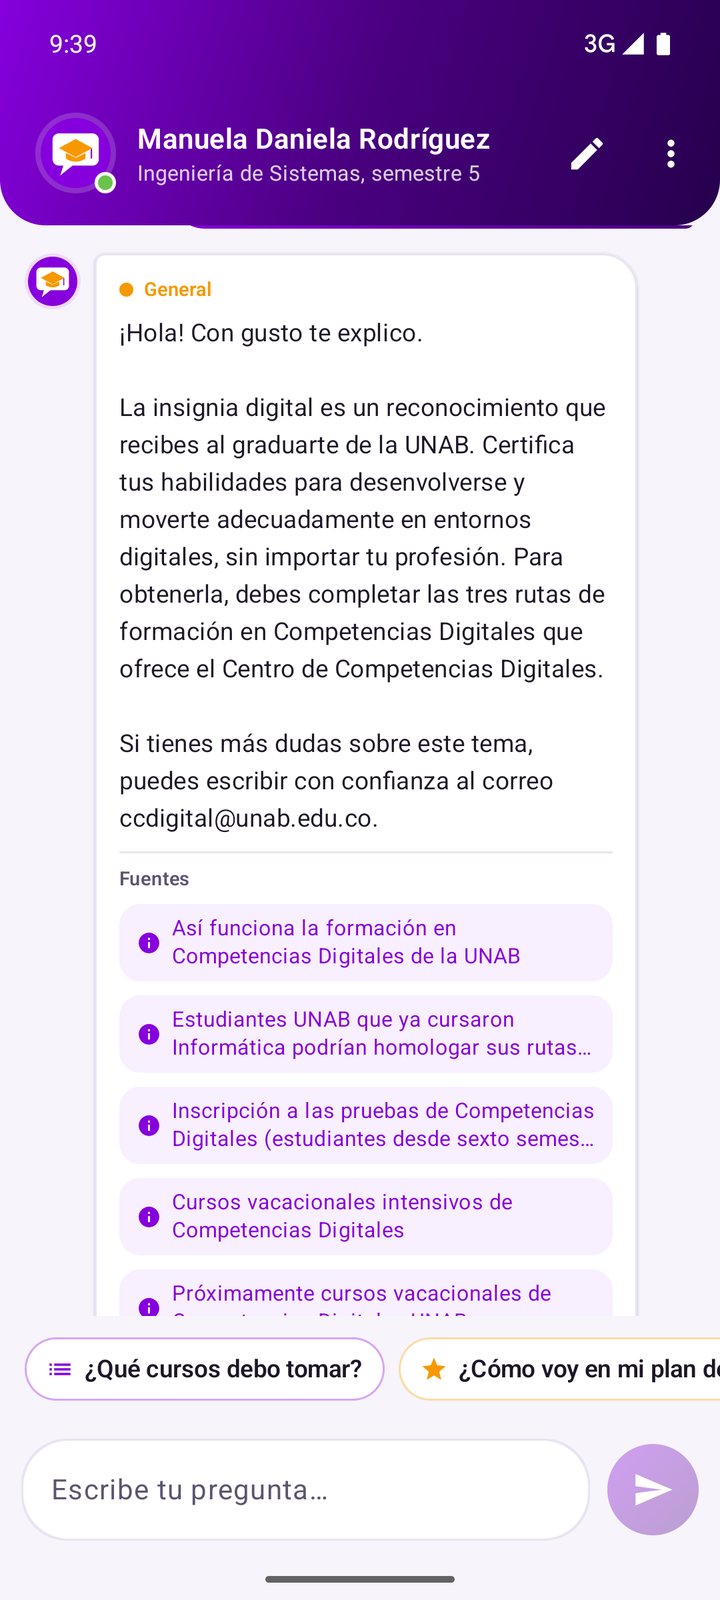 9:39
3G
Manuela Daniela Rodríguez
Ingeniería de Sistemas, semestre 5
General
¡Hola! Con gusto te explico.
La insignia digital es un reconocimiento que
recibes al graduarte de la UNAB. Certifica
tus habilidades para desenvolverse y
moverte adecuadamente en entornos
digitales, sin importar tu profesión. Para
obtenerla, debes completar las tres rutas de
formación en Competencias Digitales que
ofrece el Centro de Competencias Digitales.
Si tienes más dudas sobre este tema,
puedes escribir con confianza al correo
ccdigital@unab.edu.co.
Fuentes
Así funciona la formación en
Competencias Digitales de la UNAB
Estudiantes UNAB que ya cursaron
Informática podrían homologar sus rutas…
Inscripción a las pruebas de Competencias
Digitales (estudiantes desde sexto semes…
Cursos vacacionales intensivos de
Competencias Digitales
Próximamente cursos vacacionales de
¿Qué cursos debo tomar?
¿Cómo voy en mi plan de
Escribe tu pregunta…